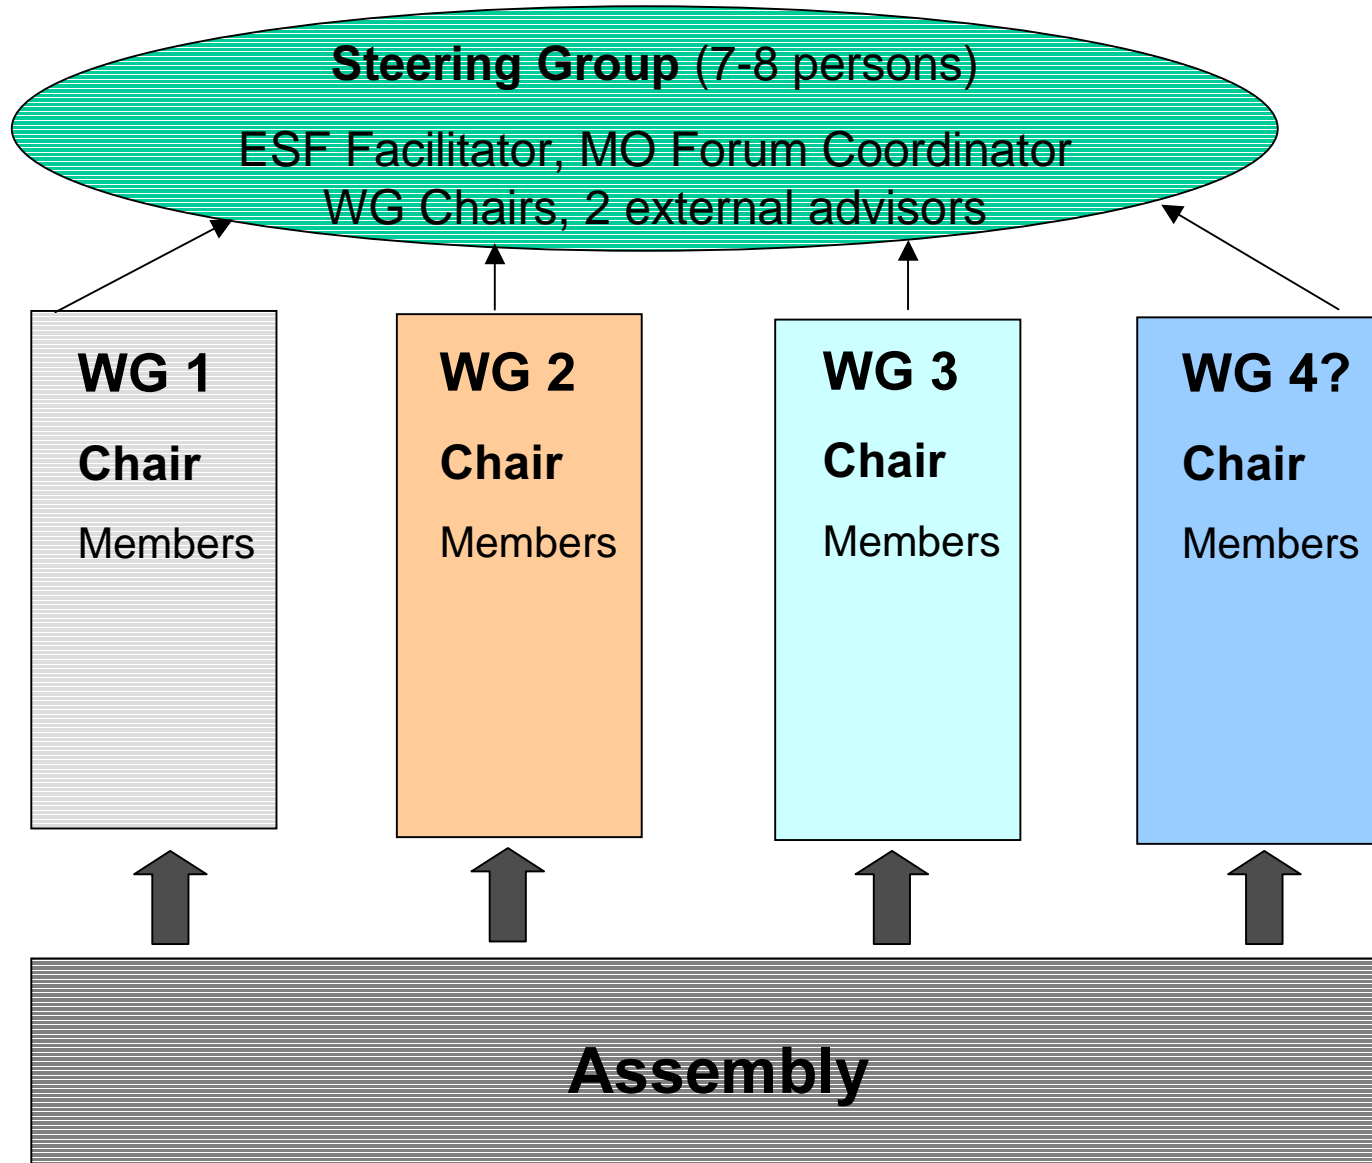 Steering Group (7-8 persons)
ESF Facilitator, MO Forum Coordinator
WG Chairs, 2 external advisors
WG 1
Chair
Members
WG 2
Chair
Members
WG 3
Chair
Members
WG 4?
Chair
Members
Assembly